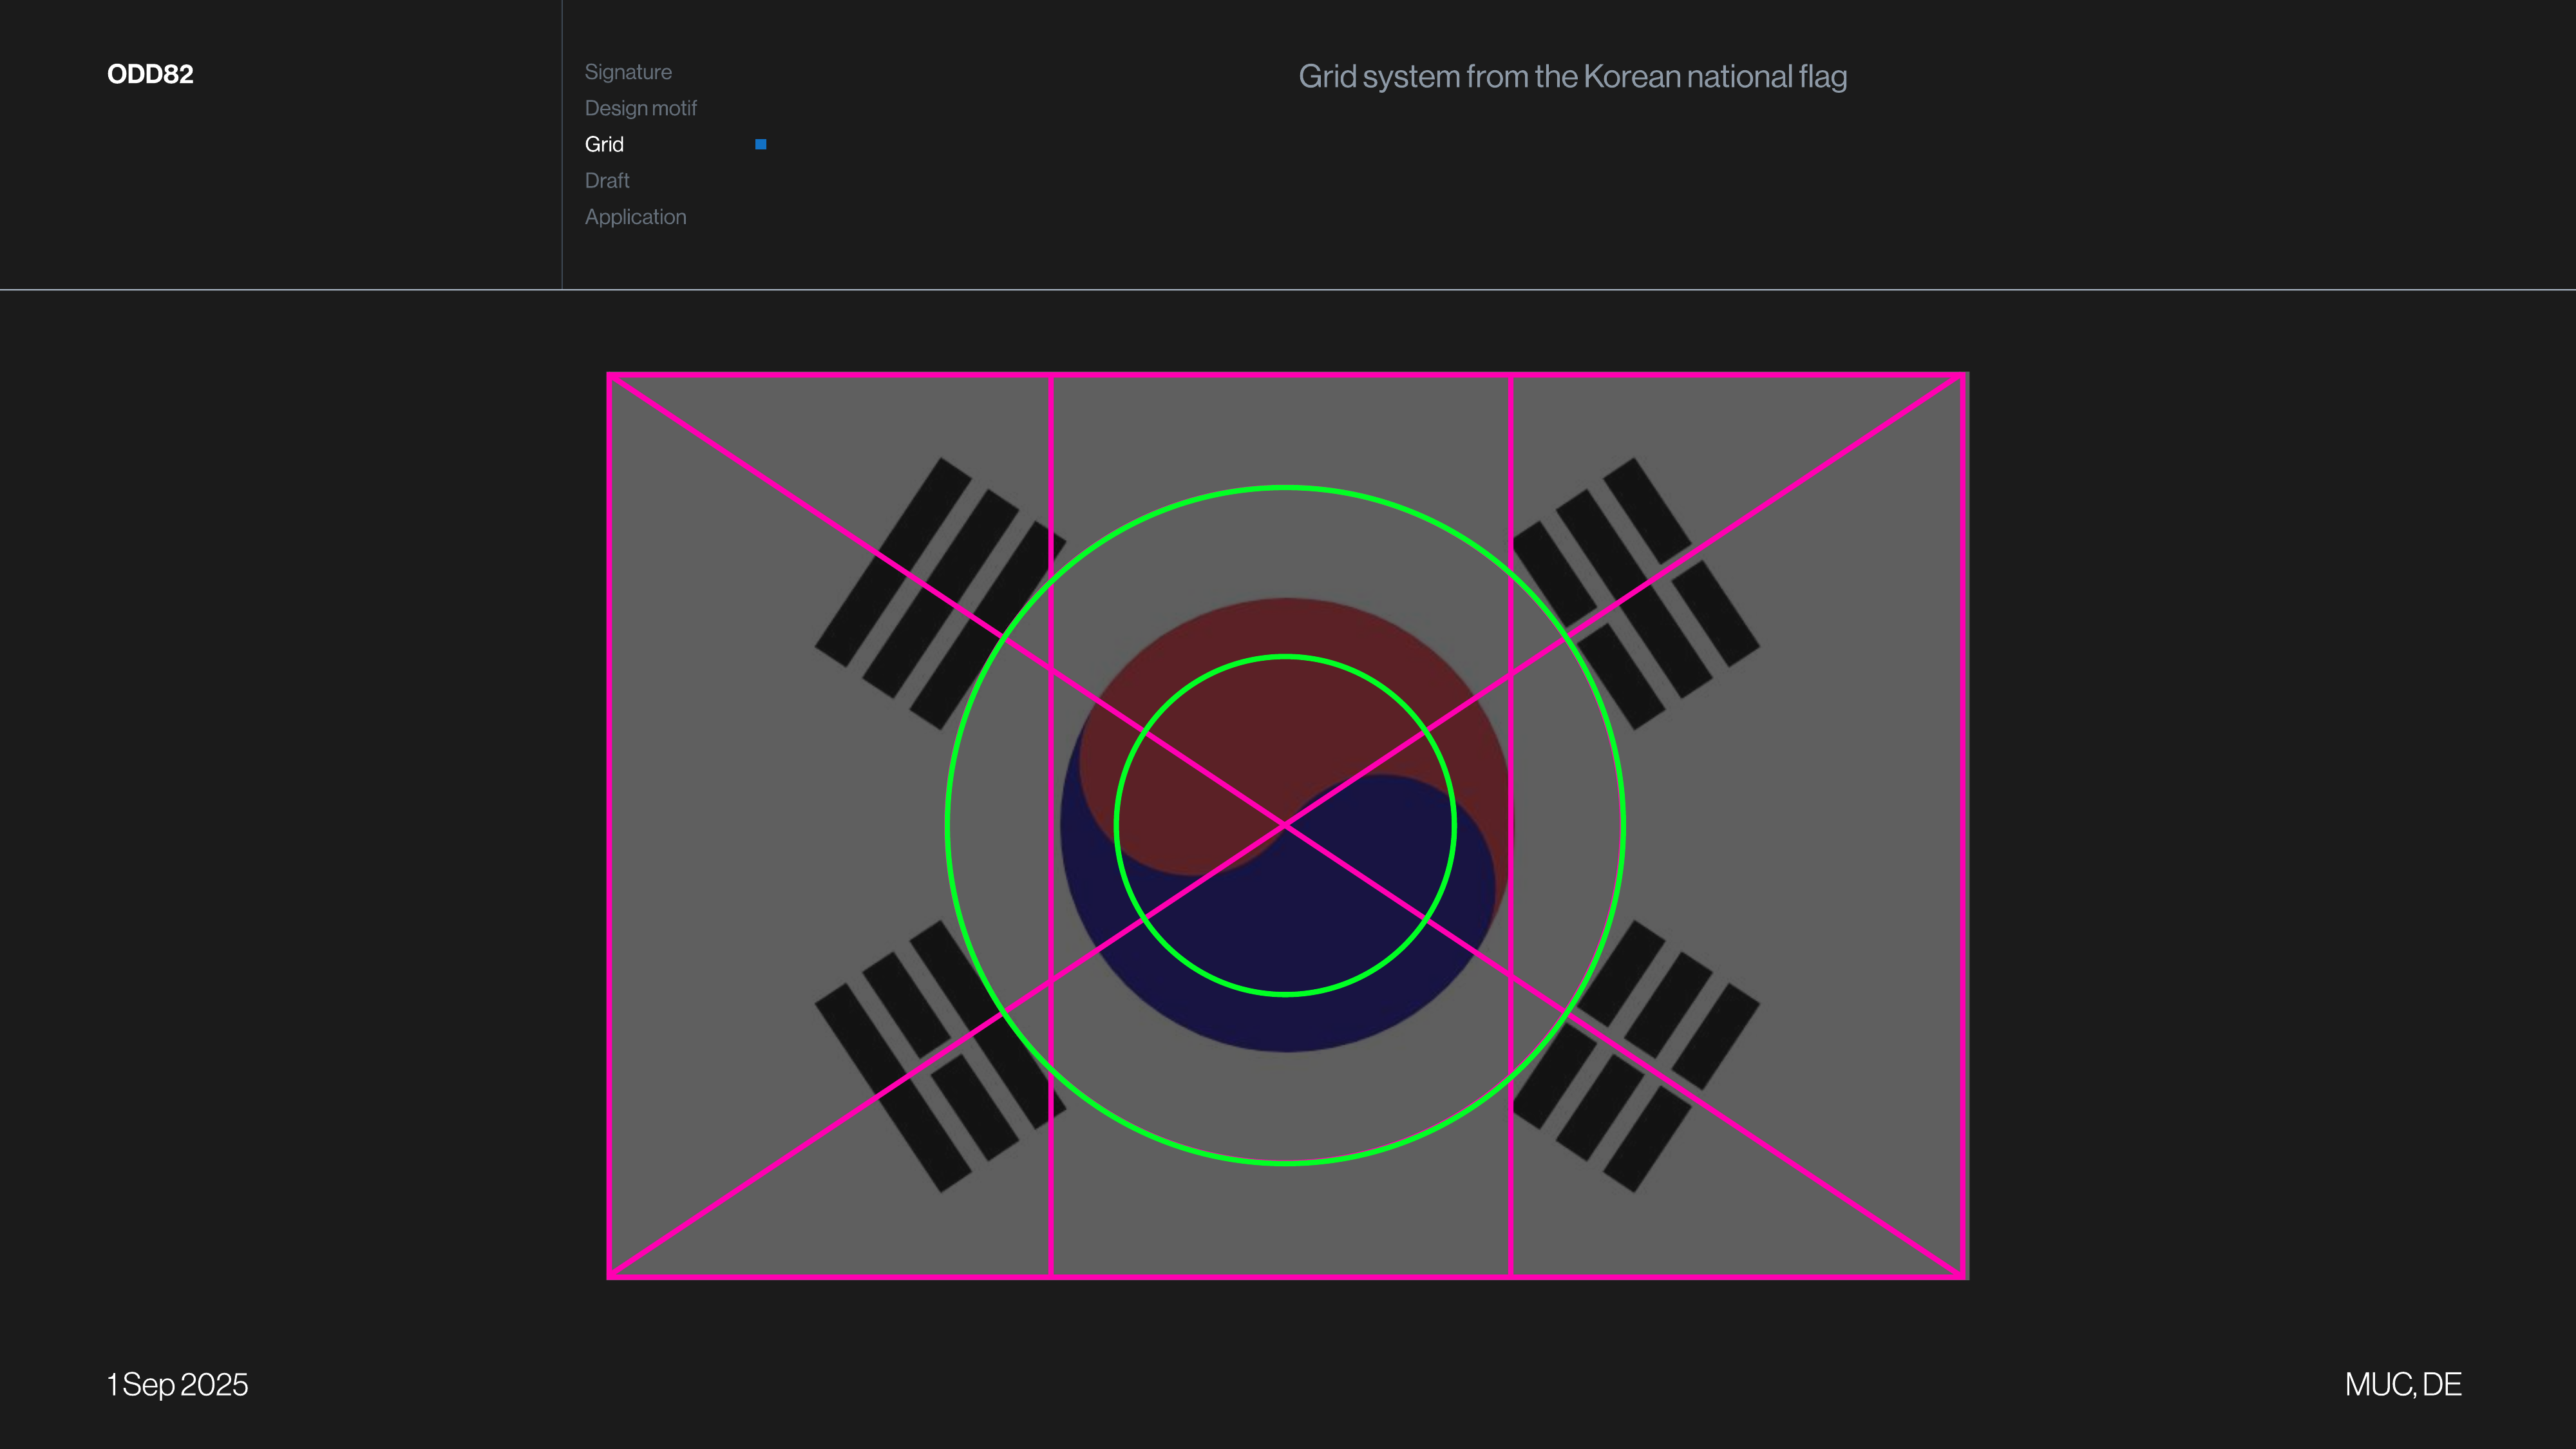 ODD82
Signature
Design motif
Grid
Draft
Application
Grid system from the Korean national flag
1 Sep 2025
MUC, DE